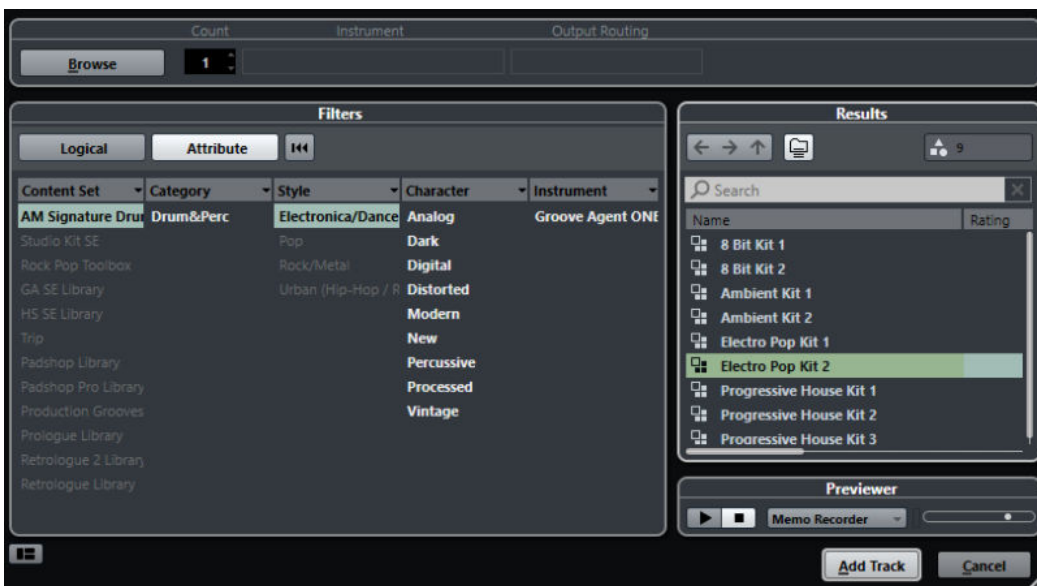 Count Instrument Output Routing
Browse 1
Filters
Logical Attribute
Content Set Category Style Character Instrument
AM Signature Dru Drum&Perc Electronica/Dance Analog Groove Agent ONE
Studio Kit SE Pop Dark
Rock Pop Toolbox Rock/Metal Digital
GA SE Library Urban (Hip-Hop / R Distorted
HS SE Library Modern
Trip New
Padshop Library Percussive
Padshop Pro Library Processed
Production Grooves Vintage
Prologue Library
Retrologue 2 Library
Retrologue Library
Results
9
Search
Name Rating
8 Bit Kit 1
8 Bit Kit 2
Ambient Kit 1
Ambient Kit 2
Electro Pop Kit 1
Electro Pop Kit 2
Progressive House Kit 1
Progressive House Kit 2
Progressive House Kit 3
Previewer
Memo Recorder
Add Track Cancel